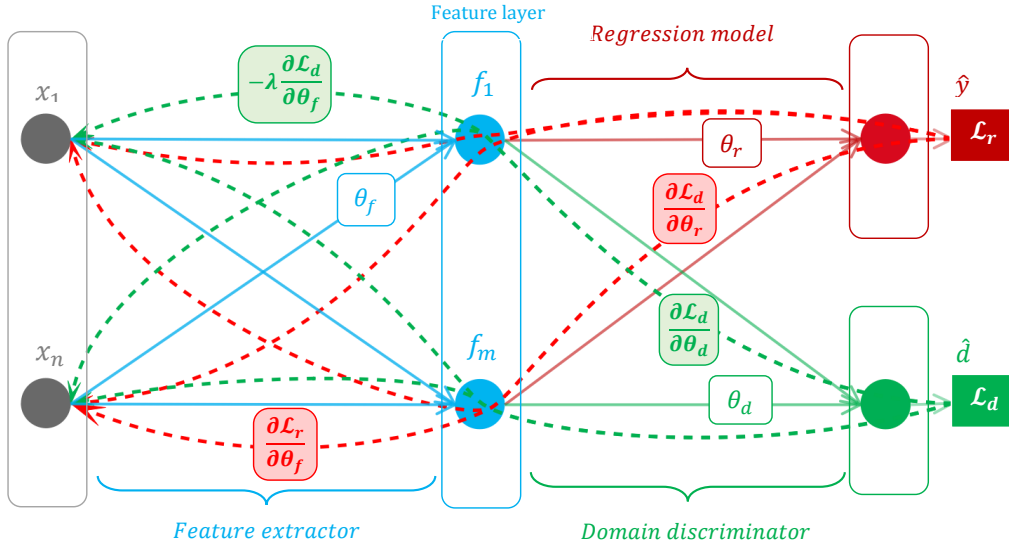 Feature layer
Regression model
−λ ∂ℒd/∂θf
x₁
f₁
ŷ
ℒr
θr
θf
∂ℒd/∂θr
∂ℒd/∂θd
xn
fm
d̂
θd
ℒd
∂ℒr/∂θf
Feature extractor
Domain discriminator